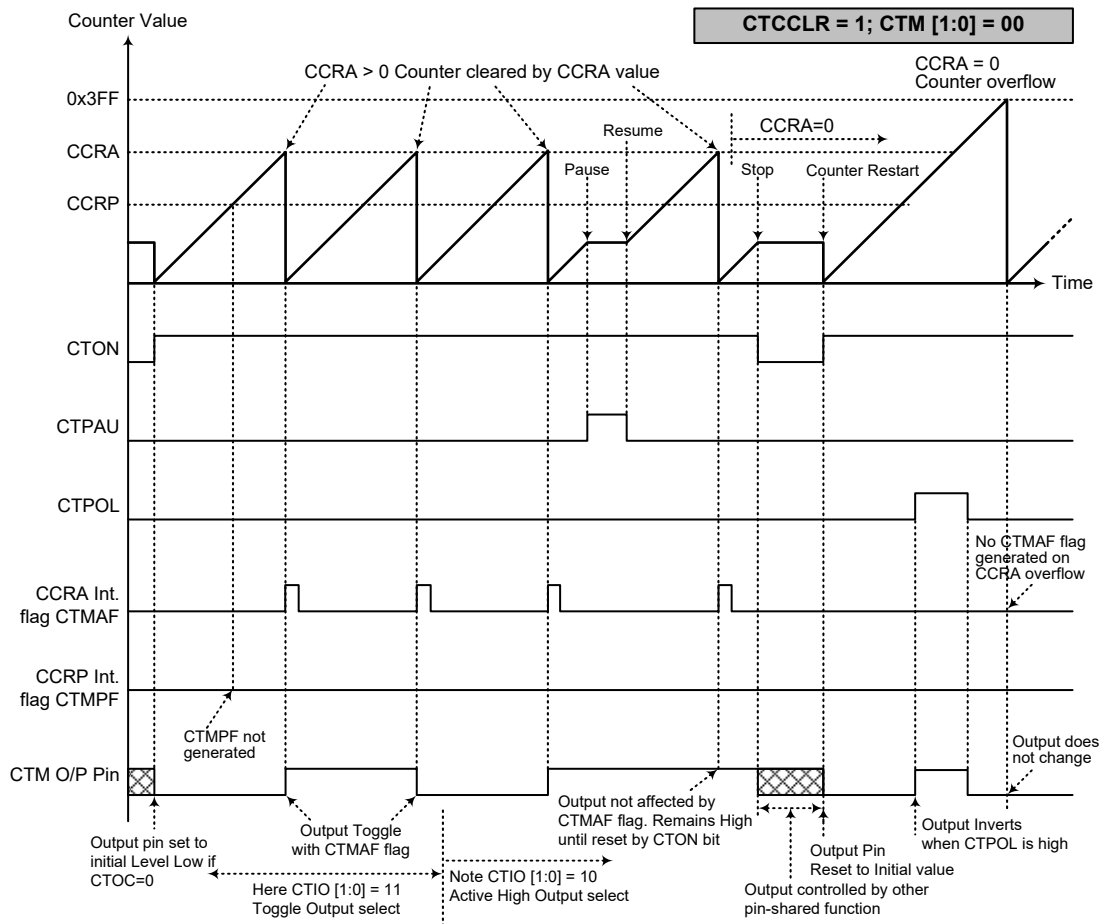 Counter Value
CTCCLR = 1; CTM [1:0] = 00
CCRA > 0 Counter cleared by CCRA value
CCRA = 0
Counter overflow
0x3FF
CCRA=0
Resume
CCRA
Pause
Stop
Counter Restart
CCRP
Time
CTON
CTPAU
CTPOL
No CTMAF flag
generated on
CCRA overflow
CCRA Int.
flag CTMAF
CCRP Int.
flag CTMPF
CTMPF not
generated
Output does
not change
CTM O/P Pin
Output pin set to
initial Level Low if
CTOC=0
Output Toggle
with CTMAF flag
Output not affected by
CTMAF flag. Remains High
until reset by CTON bit
Output Inverts
when CTPOL is high
Output Pin
Reset to Initial value
Here CTIO [1:0] = 11
Toggle Output select
Note CTIO [1:0] = 10
Active High Output select
Output controlled by other
pin-shared function